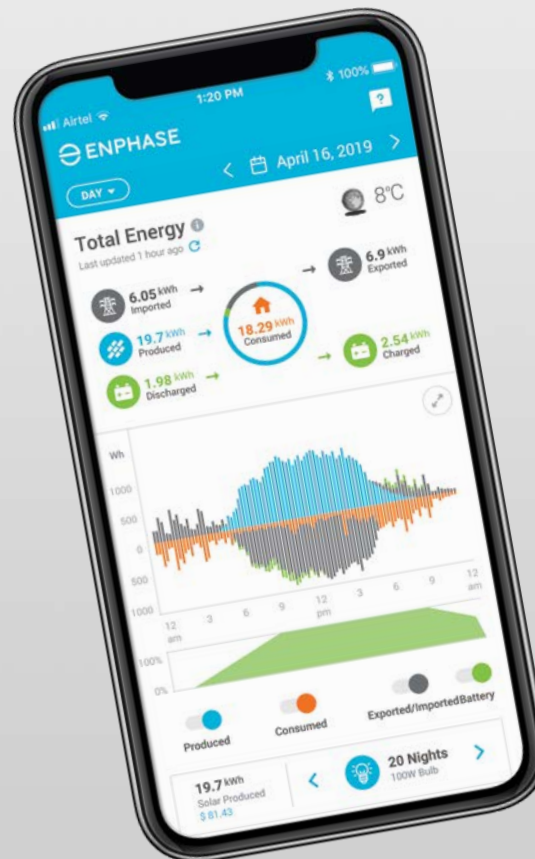 Airtel
1:20 PM
100%
ENPHASE
?
DAY
April 16, 2019
Total Energy
8°C
Last updated 1 hour ago
6.05 kWh
Imported
6.9 kWh
Exported
19.7 kWh
Produced
18.29 kWh
Consumed
1.98 kWh
Discharged
2.54 kWh
Charged
Wh
1000
500
0
500
1000
12 am
3
6
9
12 pm
3
6
9
12 am
100%
0%
Produced
Consumed
Exported/Imported
Battery
19.7 kWh
Solar Produced
$ 81.43
20 Nights
100W Bulb